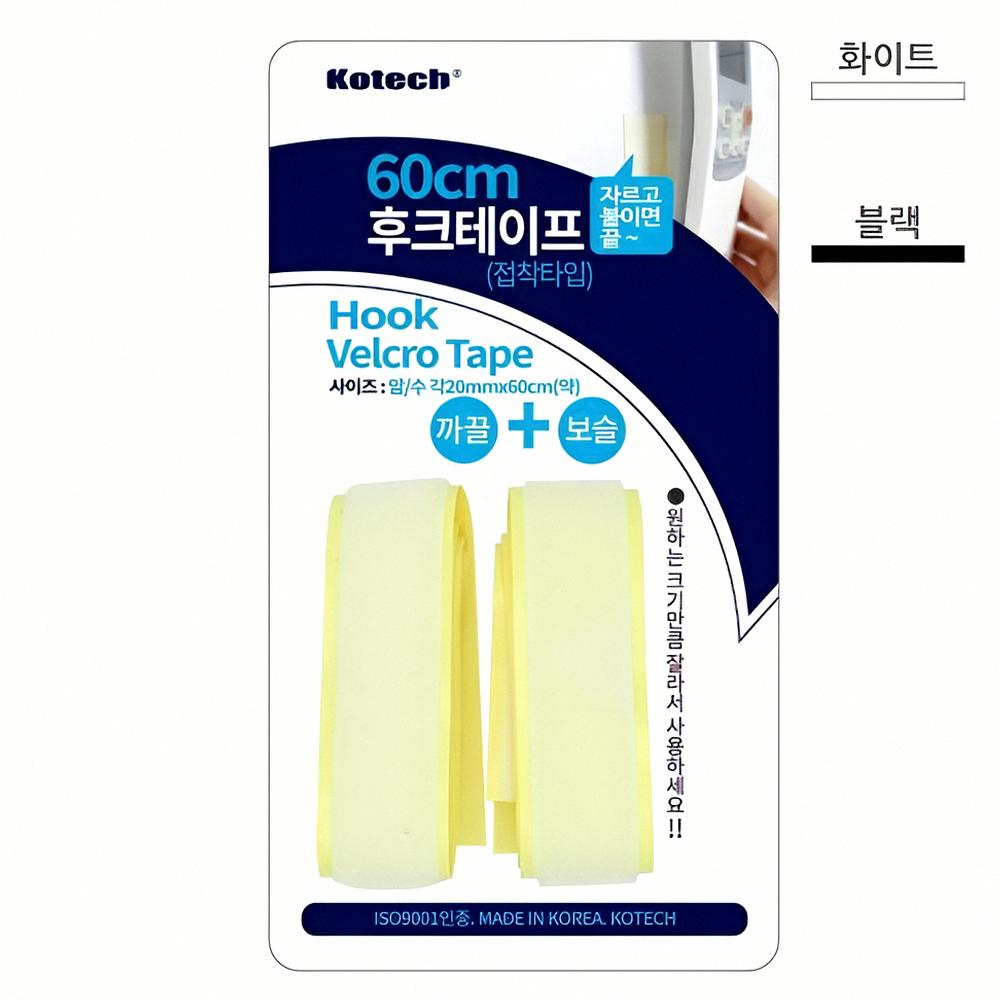 Kotech®
60cm
후크테이프
(접착타입)
자르고
붙이면
끝~
Hook
Velcro Tape
사이즈 : 암/수 각20mmx60cm(약)
까끌 + 보슬
●원하는 크기만큼 잘라서 사용하세요!!
ISO9001인증. MADE IN KOREA. KOTECH
화이트
블랙